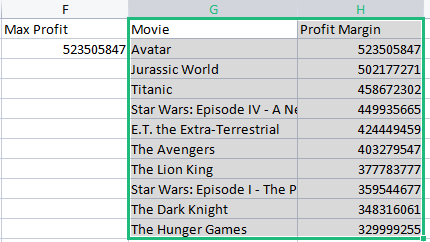 F G H
Max Profit Movie Profit Margin
523505847 Avatar 523505847
Jurassic World 502177271
Titanic 458672302
Star Wars: Episode IV - A Ne 449935665
E.T. the Extra-Terrestrial 424449459
The Avengers 403279547
The Lion King 377783777
Star Wars: Episode I - The P 359544677
The Dark Knight 348316061
The Hunger Games 329999255